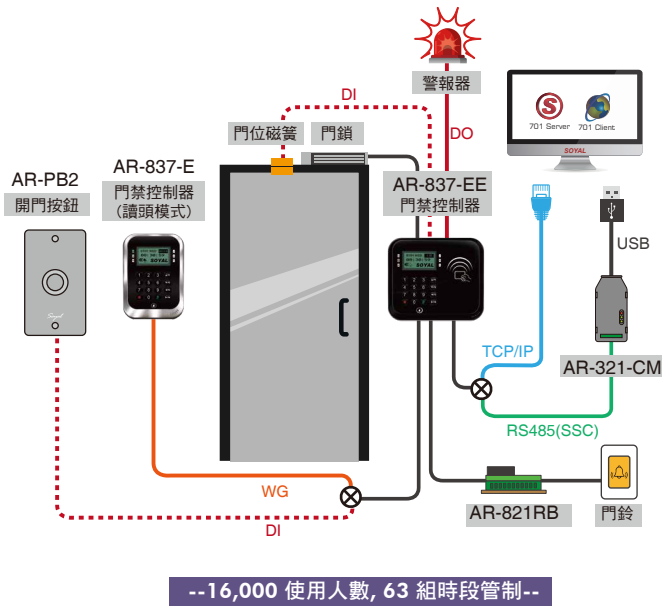 警報器
DI
DO
門位磁簧
門鎖
701 Server
701 Client
SOYAL
AR-837-E
門禁控制器
(讀頭模式)
AR-PB2
開門按鈕
AR-837-EE
門禁控制器
SOYAL
SOYAL
Soyal
USB
TCP/IP
AR-321-CM
RS485(SSC)
WG
DI
AR-821RB
門鈴
--16,000 使用人數, 63 組時段管制--